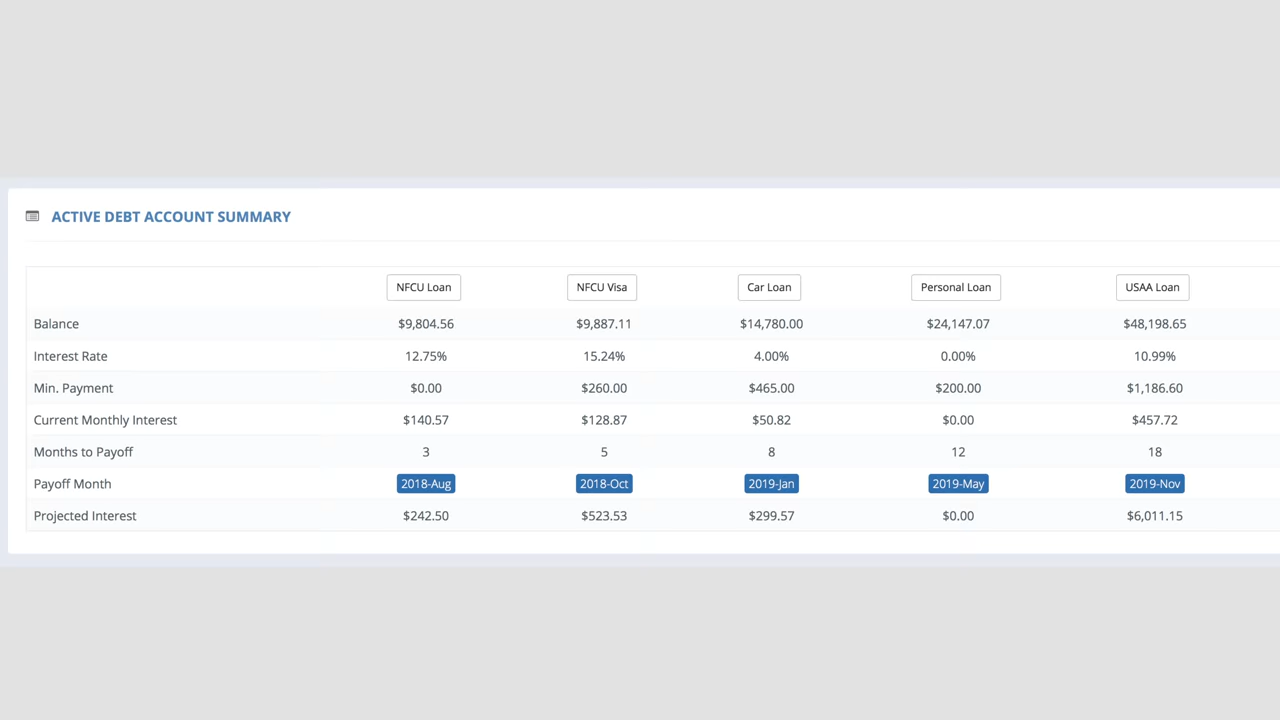 ACTIVE DEBT ACCOUNT SUMMARY
NFCU Loan NFCU Visa Car Loan Personal Loan USAA Loan
Balance $9,804.56 $9,887.11 $14,780.00 $24,147.07 $48,198.65
Interest Rate 12.75% 15.24% 4.00% 0.00% 10.99%
Min. Payment $0.00 $260.00 $465.00 $200.00 $1,186.60
Current Monthly Interest $140.57 $128.87 $50.82 $0.00 $457.72
Months to Payoff 3 5 8 12 18
Payoff Month 2018-Aug 2018-Oct 2019-Jan 2019-May 2019-Nov
Projected Interest $242.50 $523.53 $299.57 $0.00 $6,011.15